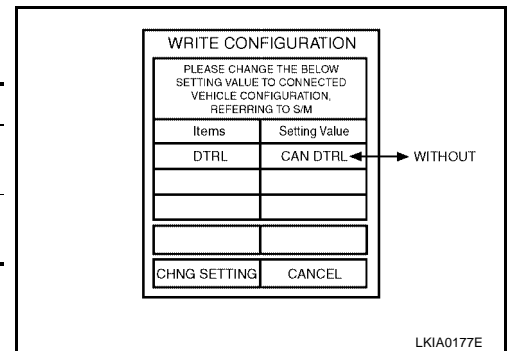 WRITE CONFIGURATION
PLEASE CHANGE THE BELOW
SETTING VALUE TO CONNECTED
VEHICLE CONFIGURATION,
REFERRING TO S/M
Items Setting Value
DTRL CAN DTRL WITHOUT
CHNG SETTING CANCEL
LKIA0177E